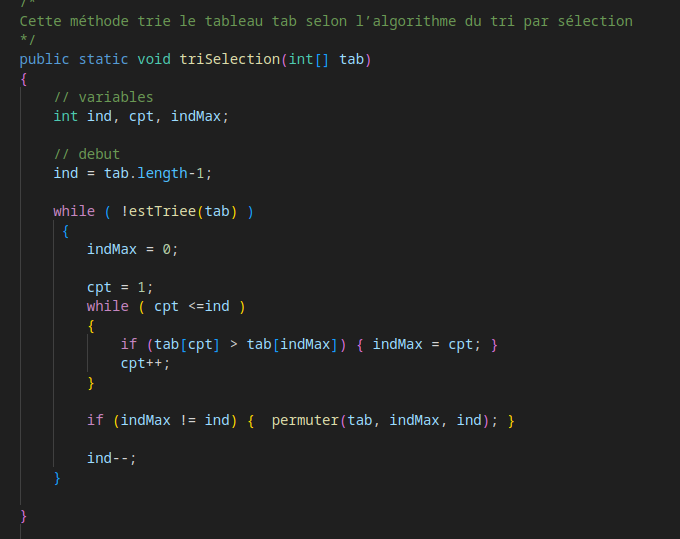 /*
Cette méthode trie le tableau tab selon l’algorithme du tri par sélection
*/
public static void triSelection(int[] tab)
{
// variables
int ind, cpt, indMax;
// debut
ind = tab.length-1;
while ( !estTriee(tab) )
{
indMax = 0;
cpt = 1;
while ( cpt <=ind )
{
if (tab[cpt] > tab[indMax]) { indMax = cpt; }
cpt++;
}
if (indMax != ind) {  permuter(tab, indMax, ind); }
ind--;
}
}